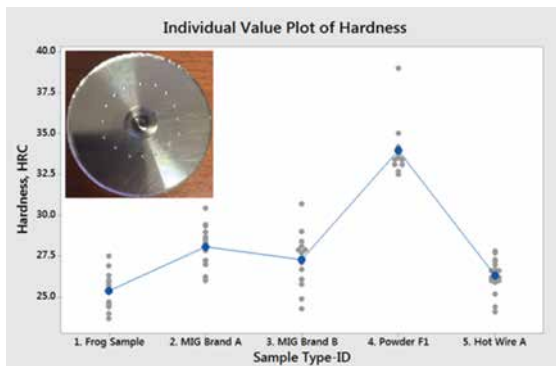 Individual Value Plot of Hardness
40.0
37.5
35.0
32.5
30.0
27.5
25.0
Hardness, HRC
1. Frog Sample
2. MIG Brand A
3. MIG Brand B
4. Powder F1
5. Hot Wire A
Sample Type-ID